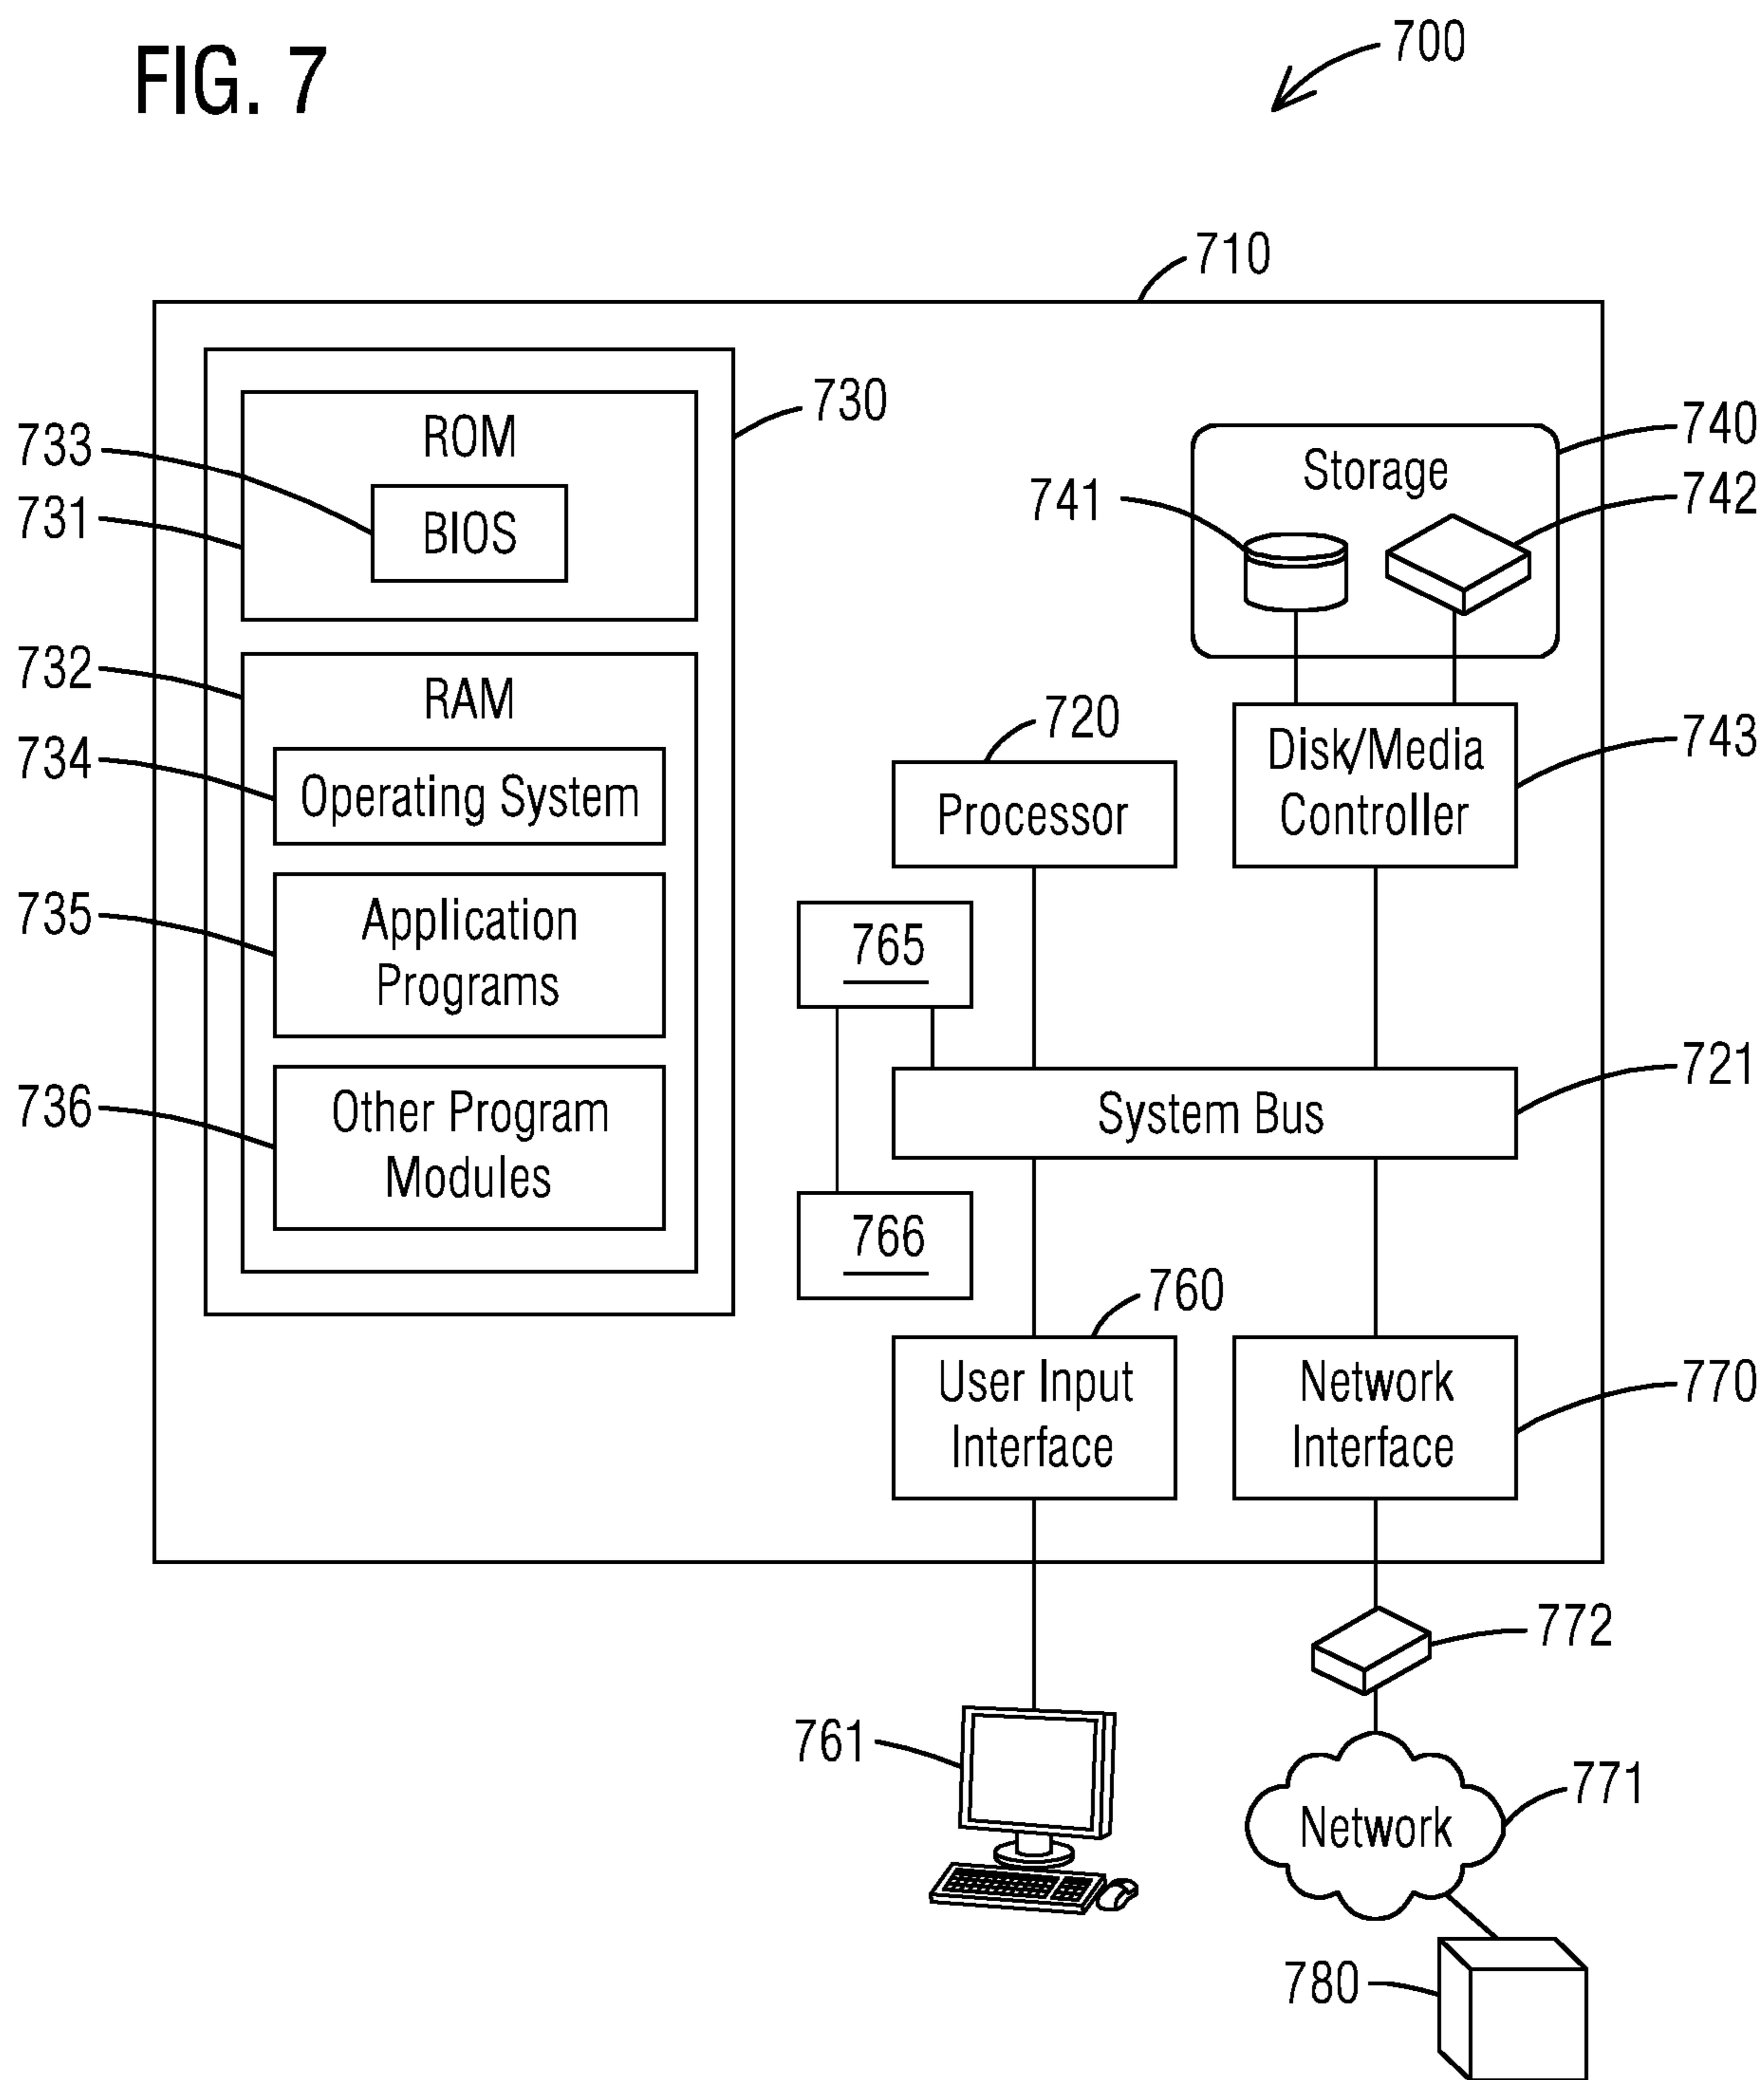 FIG. 7
700
710
730
ROM
733
BIOS
731
740
Storage
741
742
732
RAM
734
Operating System
720
Processor
Disk/Media
Controller
743
735
Application
Programs
765
736
Other Program
Modules
System Bus
721
766
760
User Input
Interface
Network
Interface
770
772
761
Network
771
780